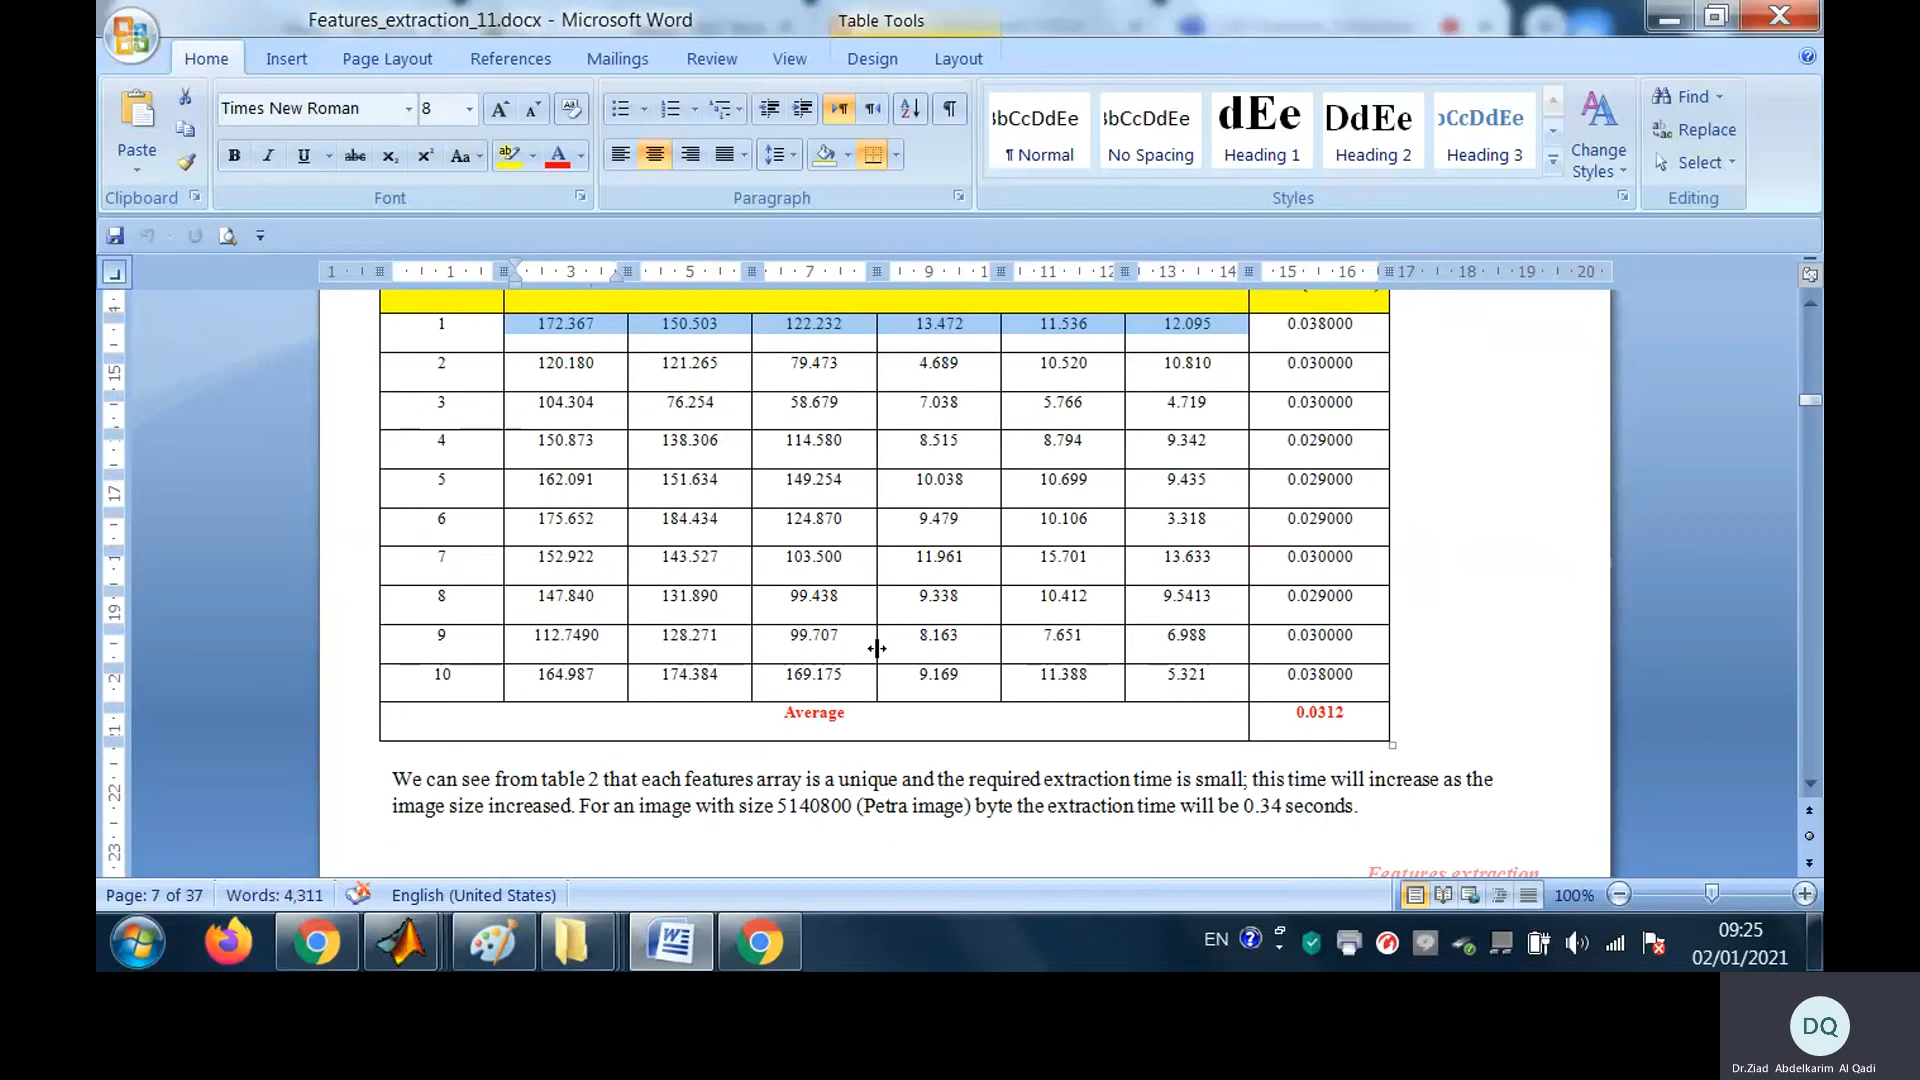 Features_extraction_11.docx - Microsoft Word
Table Tools
Home Insert Page Layout References Mailings Review View Design Layout
Times New Roman 8
Paste
Clipboard Font Paragraph Styles Editing
AaBbCcDdEe
¶ Normal No Spacing Heading 1 Heading 2 Heading 3
Change
Styles
Find
Replace
Select
1 172.367 150.503 122.232 13.472 11.536 12.095 0.038000
2 120.180 121.265 79.473 4.689 10.520 10.810 0.030000
3 104.304 76.254 58.679 7.038 5.766 4.719 0.030000
4 150.873 138.306 114.580 8.515 8.794 9.342 0.029000
5 162.091 151.634 149.254 10.038 10.699 9.435 0.029000
6 175.652 184.434 124.870 9.479 10.106 3.318 0.029000
7 152.922 143.527 103.500 11.961 15.701 13.633 0.030000
8 147.840 131.890 99.438 9.338 10.412 9.5413 0.029000
9 112.7490 128.271 99.707 8.163 7.651 6.988 0.030000
10 164.987 174.384 169.175 9.169 11.388 5.321 0.038000
Average 0.0312
We can see from table 2 that each features array is a unique and the required extraction time is small; this time will increase as the
image size increased. For an image with size 5140800 (Petra image) byte the extraction time will be 0.34 seconds.
Features extraction
Page: 7 of 37 Words: 4,311 English (United States) 100%
EN 09:25
02/01/2021
DQ
Dr.Ziad Abdelkarim Al Qadi